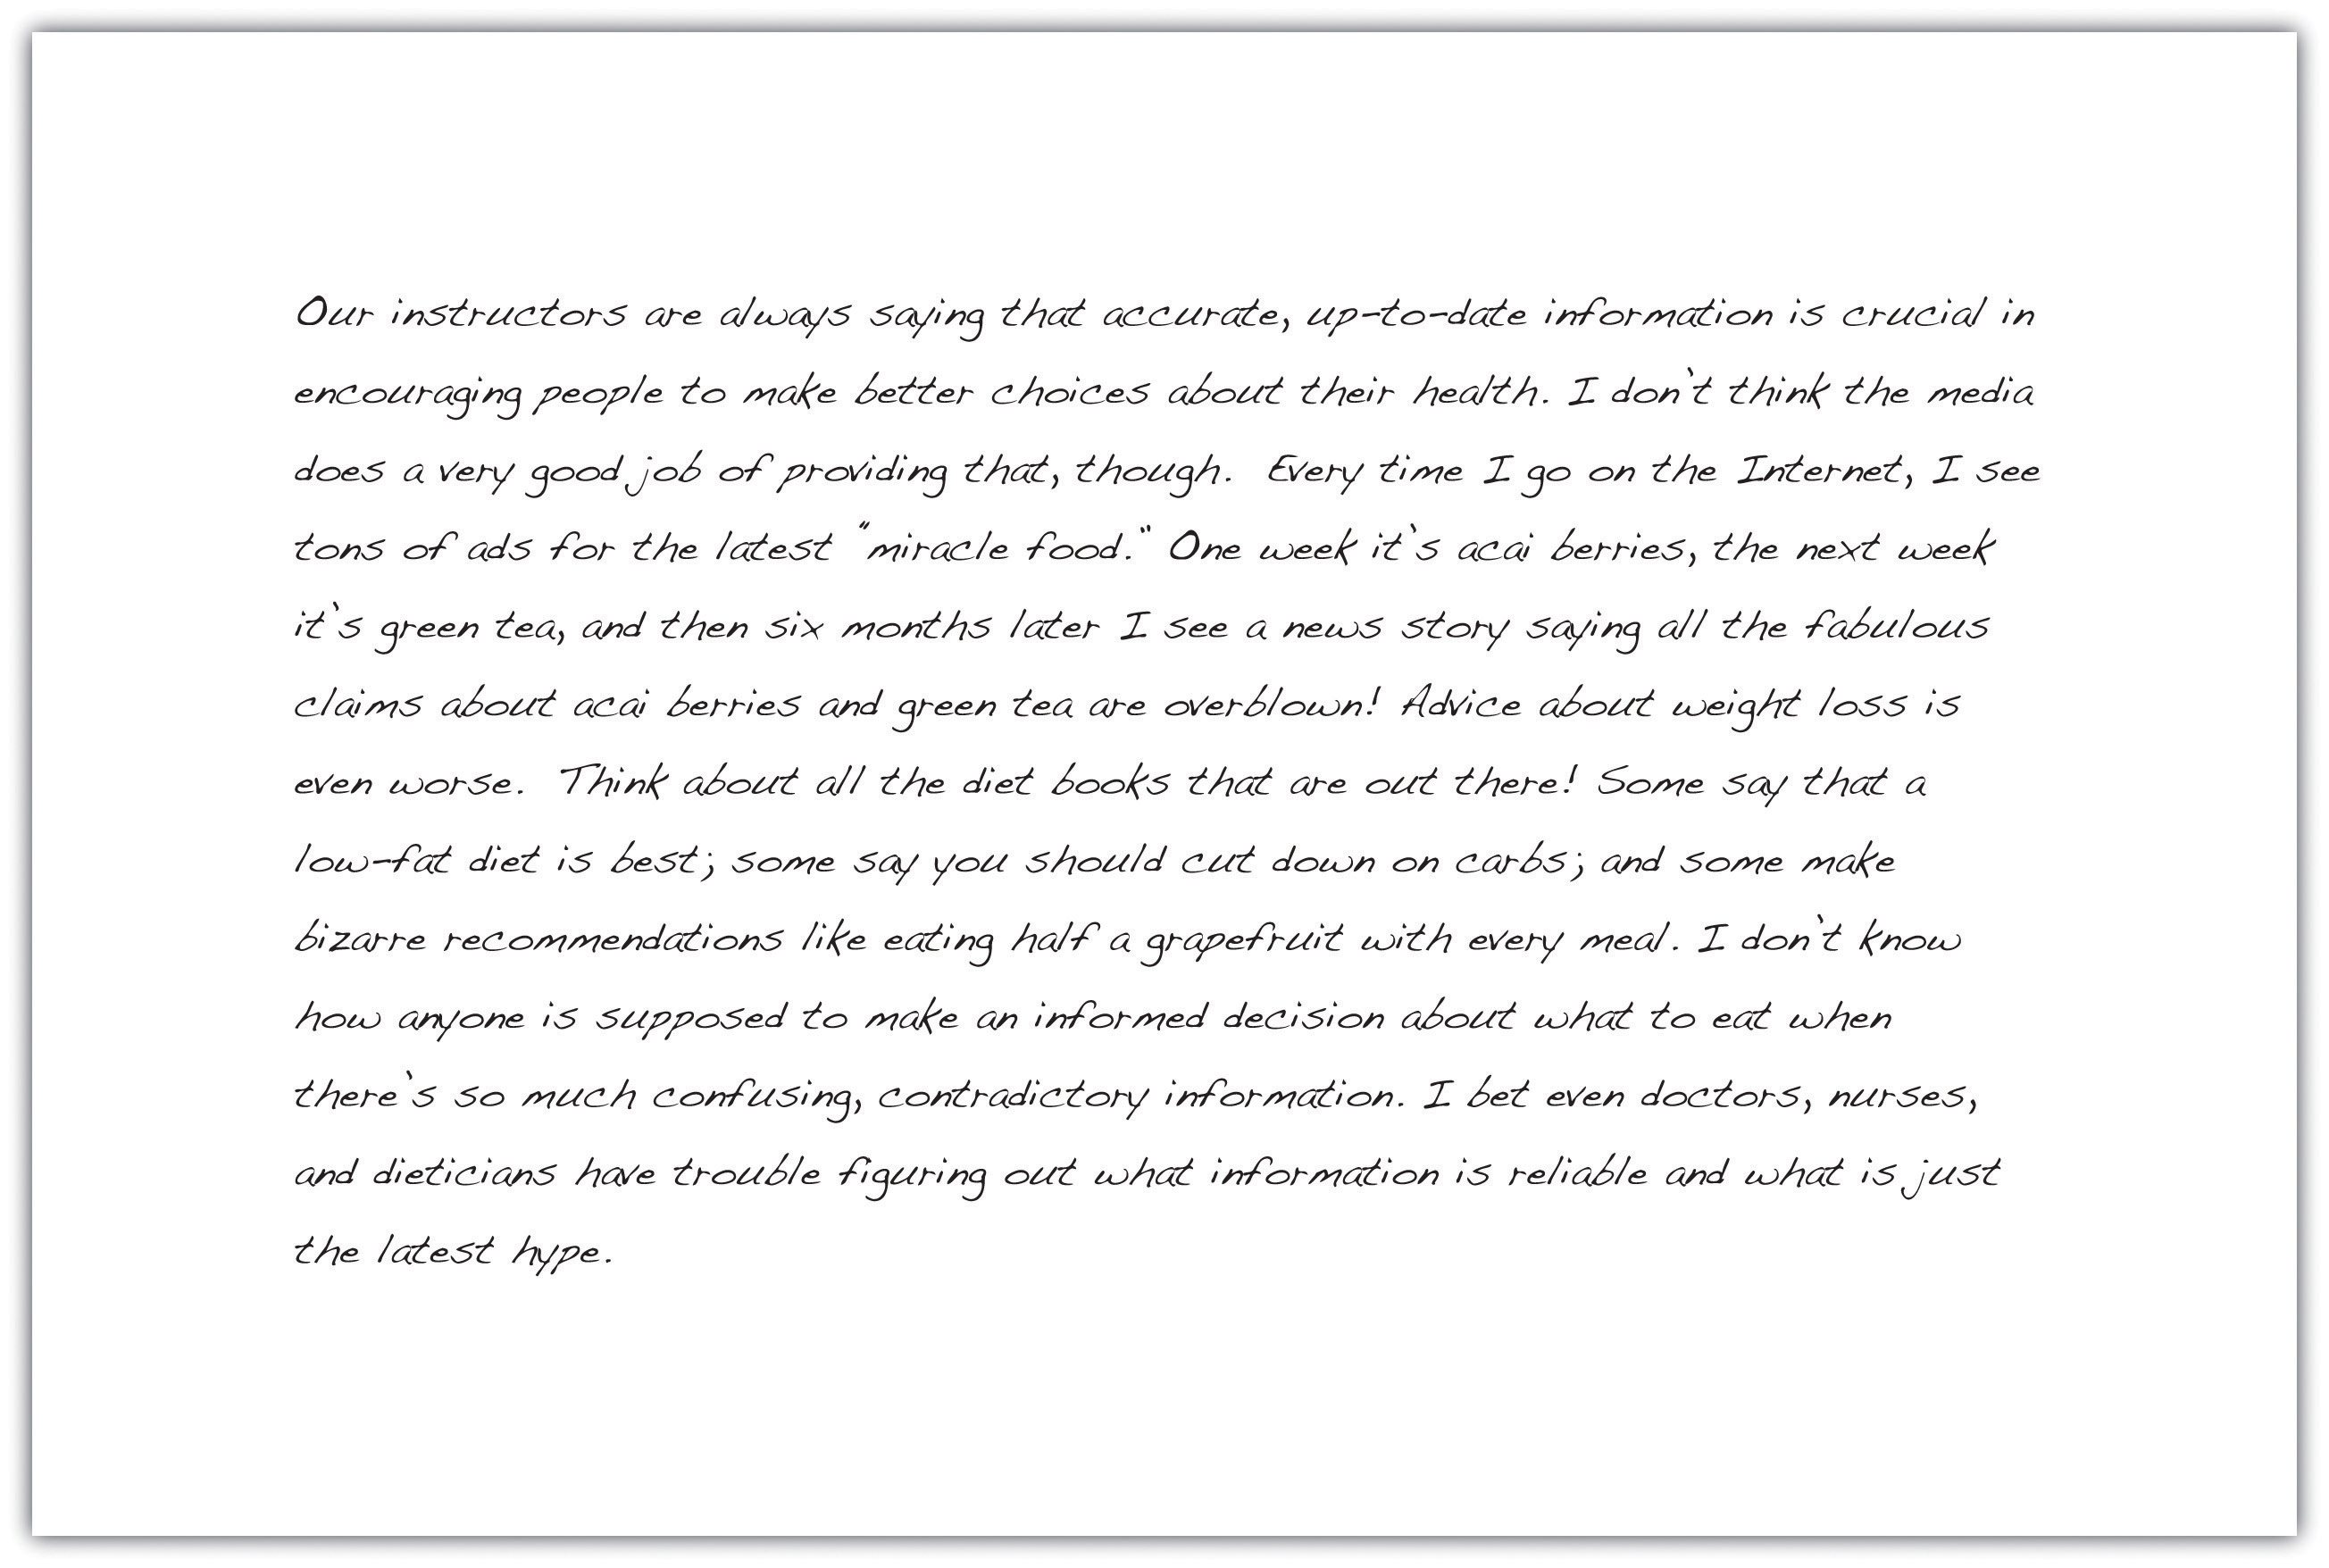 Our instructors are always saying that accurate, up-to-date information is crucial in
encouraging people to make better choices about their health. I don't think the media
does a very good job of providing that, though. Every time I go on the Internet, I see
tons of ads for the latest "miracle food." One week it's acai berries, the next week
it's green tea, and then six months later I see a news story saying all the fabulous
claims about acai berries and green tea are overblown! Advice about weight loss is
even worse. Think about all the diet books that are out there! Some say that a
low-fat diet is best; some say you should cut down on carbs; and some make
bizarre recommendations like eating half a grapefruit with every meal. I don't know
how anyone is supposed to make an informed decision about what to eat when
there's so much confusing, contradictory information. I bet even doctors, nurses,
and dieticians have trouble figuring out what information is reliable and what is just
the latest hype.